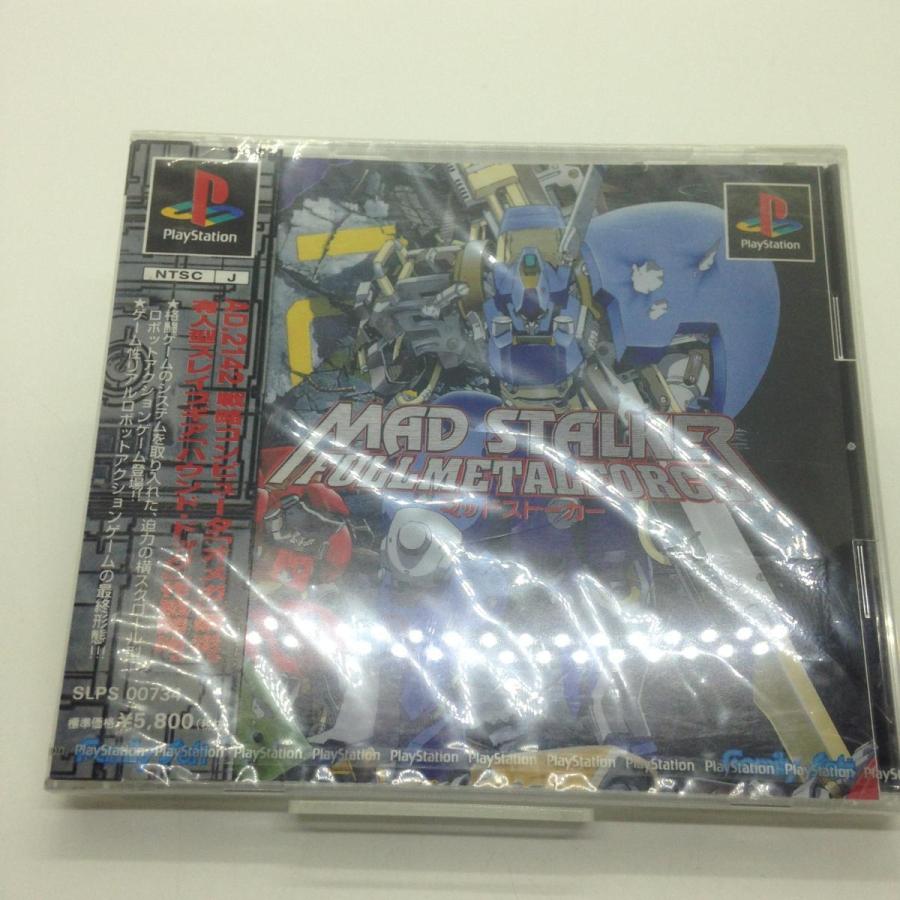 PlayStation
NTSC J
A.D.2142
★格闘ゲームのシステムを取り入れた、迫力の横スクロール
ロボットアクションゲーム登場!!
★ゲーム性リアルロボットアクションゲームの最終形態!!
SLPS 00734
標準価格¥5,800
Family Soft
PlayStation
MAD STALKER
FULL METAL FORCE
マッドストーカー
PlayStation PlayStation PlayStation PlayStation PlayStation PlayStation PlayStation PlayStation PlayStation PlayStation
Family Soft